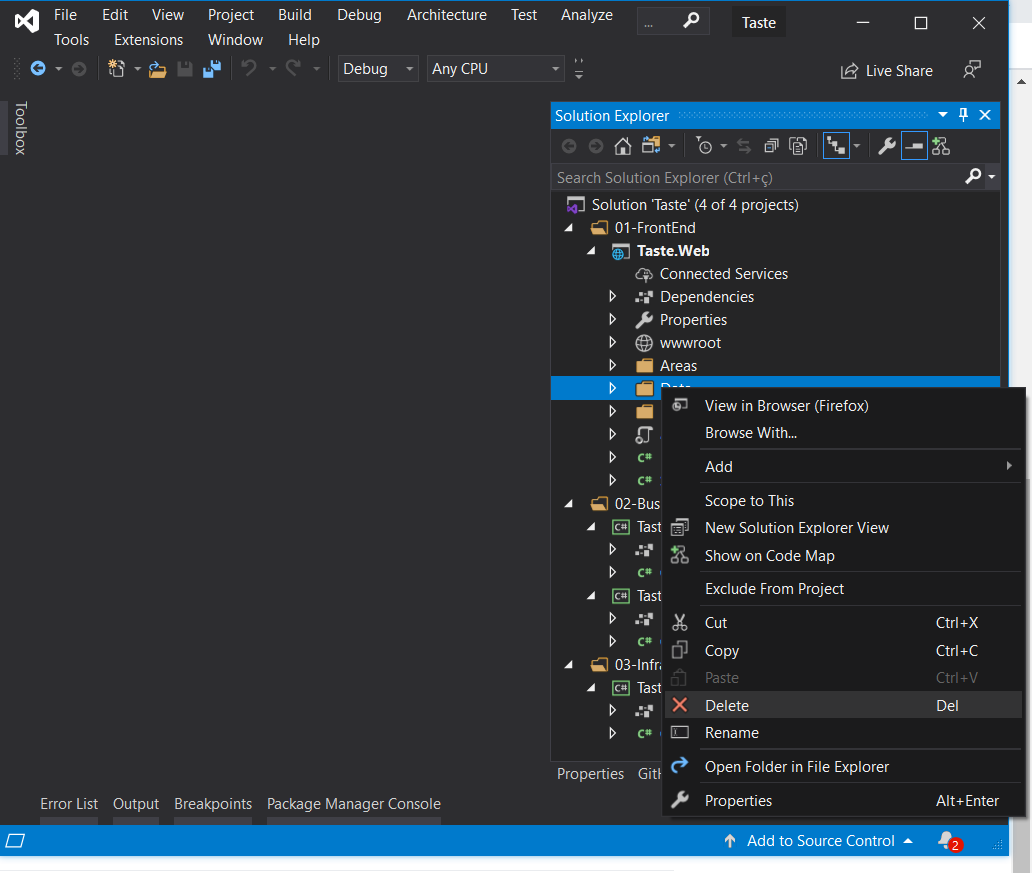 File Edit View Project Build Debug Architecture Test Analyze ... Taste
Tools Extensions Window Help
Debug Any CPU Live Share
Toolbox
Solution Explorer
Search Solution Explorer (Ctrl+ç)
Solution 'Taste' (4 of 4 projects)
01-FrontEnd
Taste.Web
Connected Services
Dependencies
Properties
wwwroot
Areas
View in Browser (Firefox)
Browse With...
Add
Scope to This
New Solution Explorer View
Show on Code Map
Exclude From Project
Cut Ctrl+X
Copy Ctrl+C
Paste Ctrl+V
Delete Del
Rename
Open Folder in File Explorer
Properties Alt+Enter
C#
C#
02-Bus
C# Tast
C#
C# Tast
C#
03-Infra
C# Tast
C#
Properties Git
Error List Output Breakpoints Package Manager Console
Add to Source Control 2